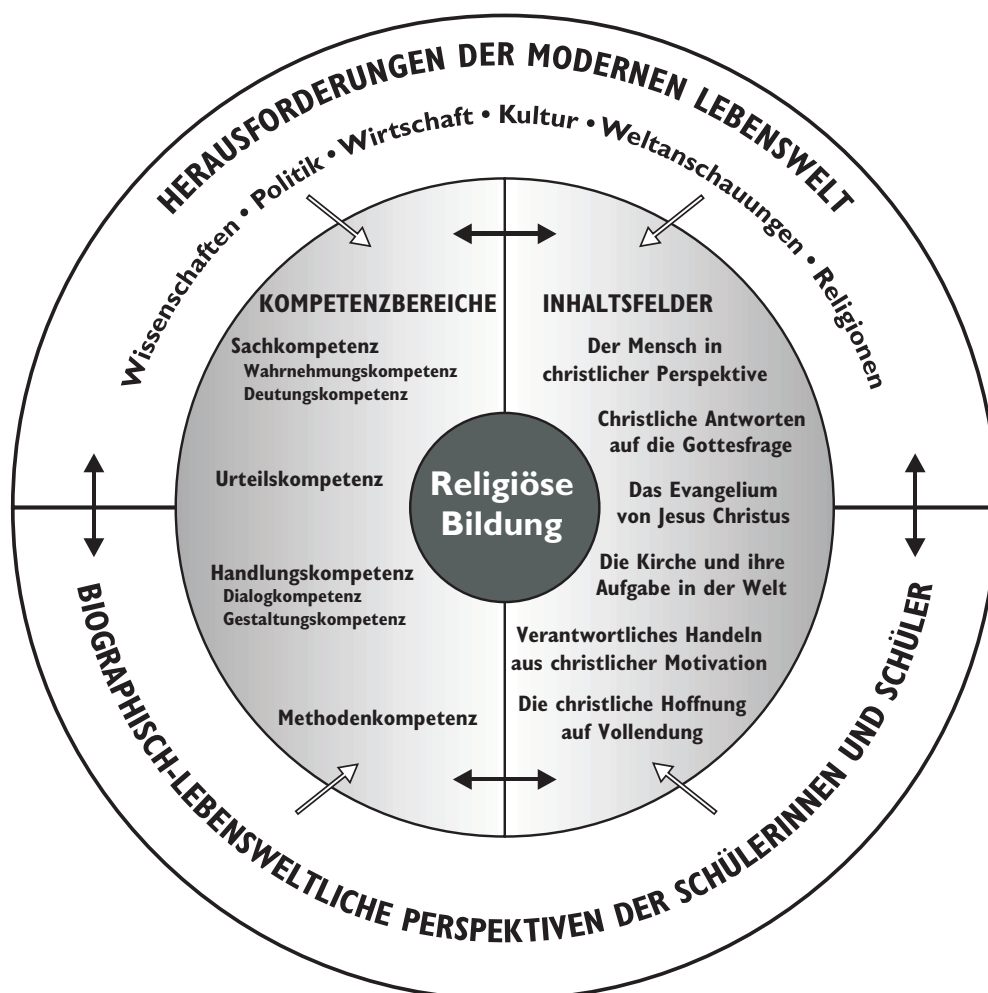 HERAUSFORDERUNGEN DER MODERNEN LEBENSWELT
Wissenschaften • Politik • Wirtschaft • Kultur • Weltanschauungen • Religionen
KOMPETENZBEREICHE
Sachkompetenz
Wahrnehmungskompetenz
Deutungskompetenz
Urteilskompetenz
Handlungskompetenz
Dialogkompetenz
Gestaltungskompetenz
Methodenkompetenz
Religiöse
Bildung
INHALTSFELDER
Der Mensch in
christlicher Perspektive
Christliche Antworten
auf die Gottesfrage
Das Evangelium
von Jesus Christus
Die Kirche und ihre
Aufgabe in der Welt
Verantwortliches Handeln
aus christlicher Motivation
Die christliche Hoffnung
auf Vollendung
BIOGRAPHISCH-LEBENSWELTLICHE PERSPEKTIVEN DER SCHÜLERINNEN UND SCHÜLER